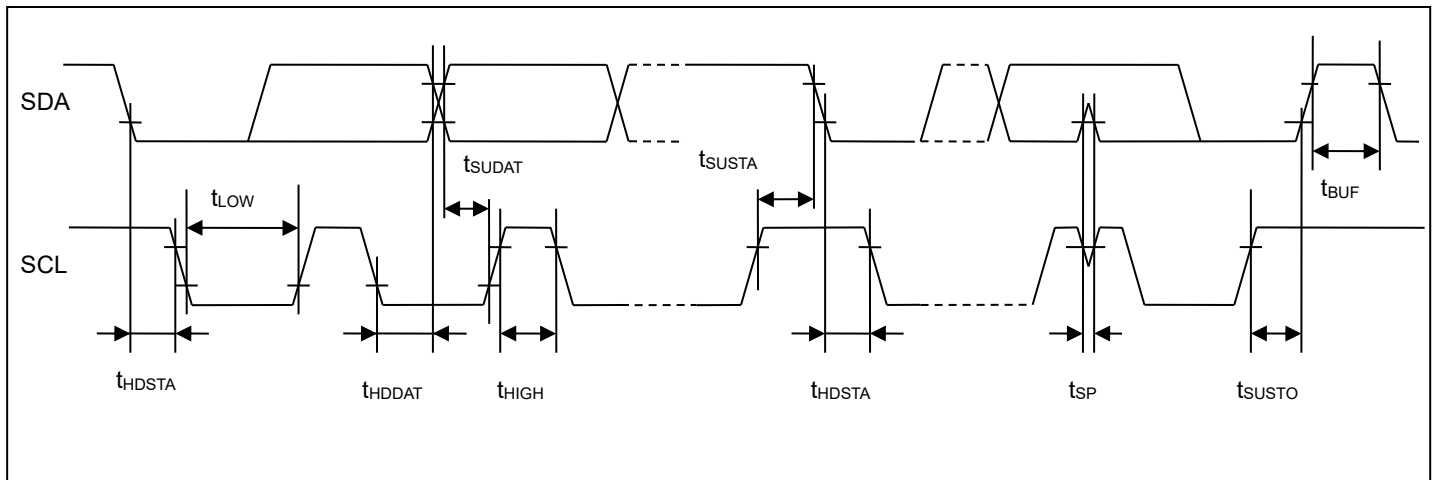 SDA
tSUDAT
tSUSTA
tLOW
tBUF
SCL
tHDSTA
tHDDAT
tHIGH
tHDSTA
tSP
tSUSTO